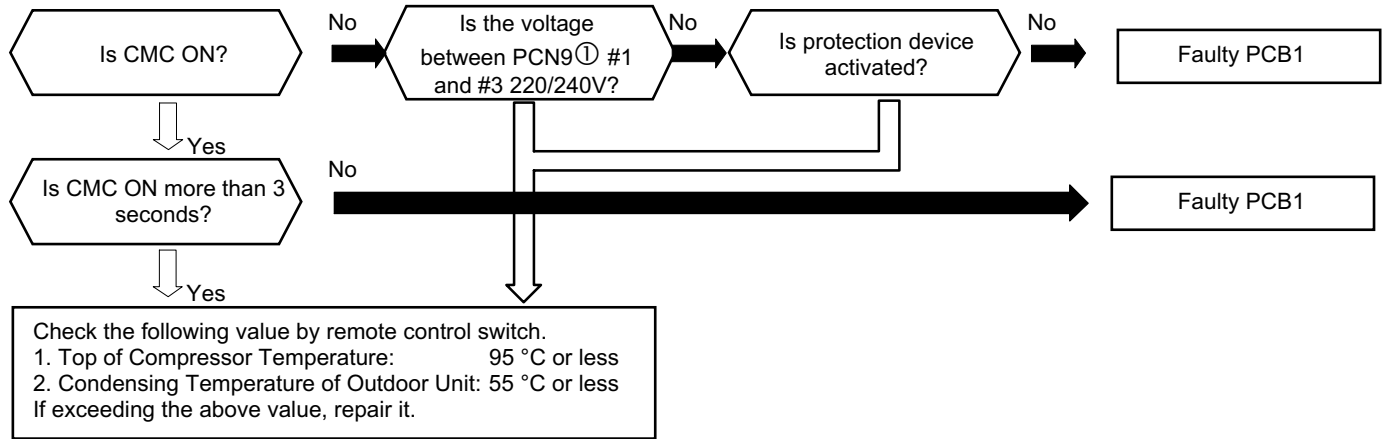 Is CMC ON?
No
Is the voltage
between PCN9① #1
and #3 220/240V?
No
Is protection device
activated?
No
Faulty PCB1
Yes
Is CMC ON more than 3
seconds?
No
Faulty PCB1
Yes
Check the following value by remote control switch.
1. Top of Compressor Temperature: 95 °C or less
2. Condensing Temperature of Outdoor Unit: 55 °C or less
If exceeding the above value, repair it.